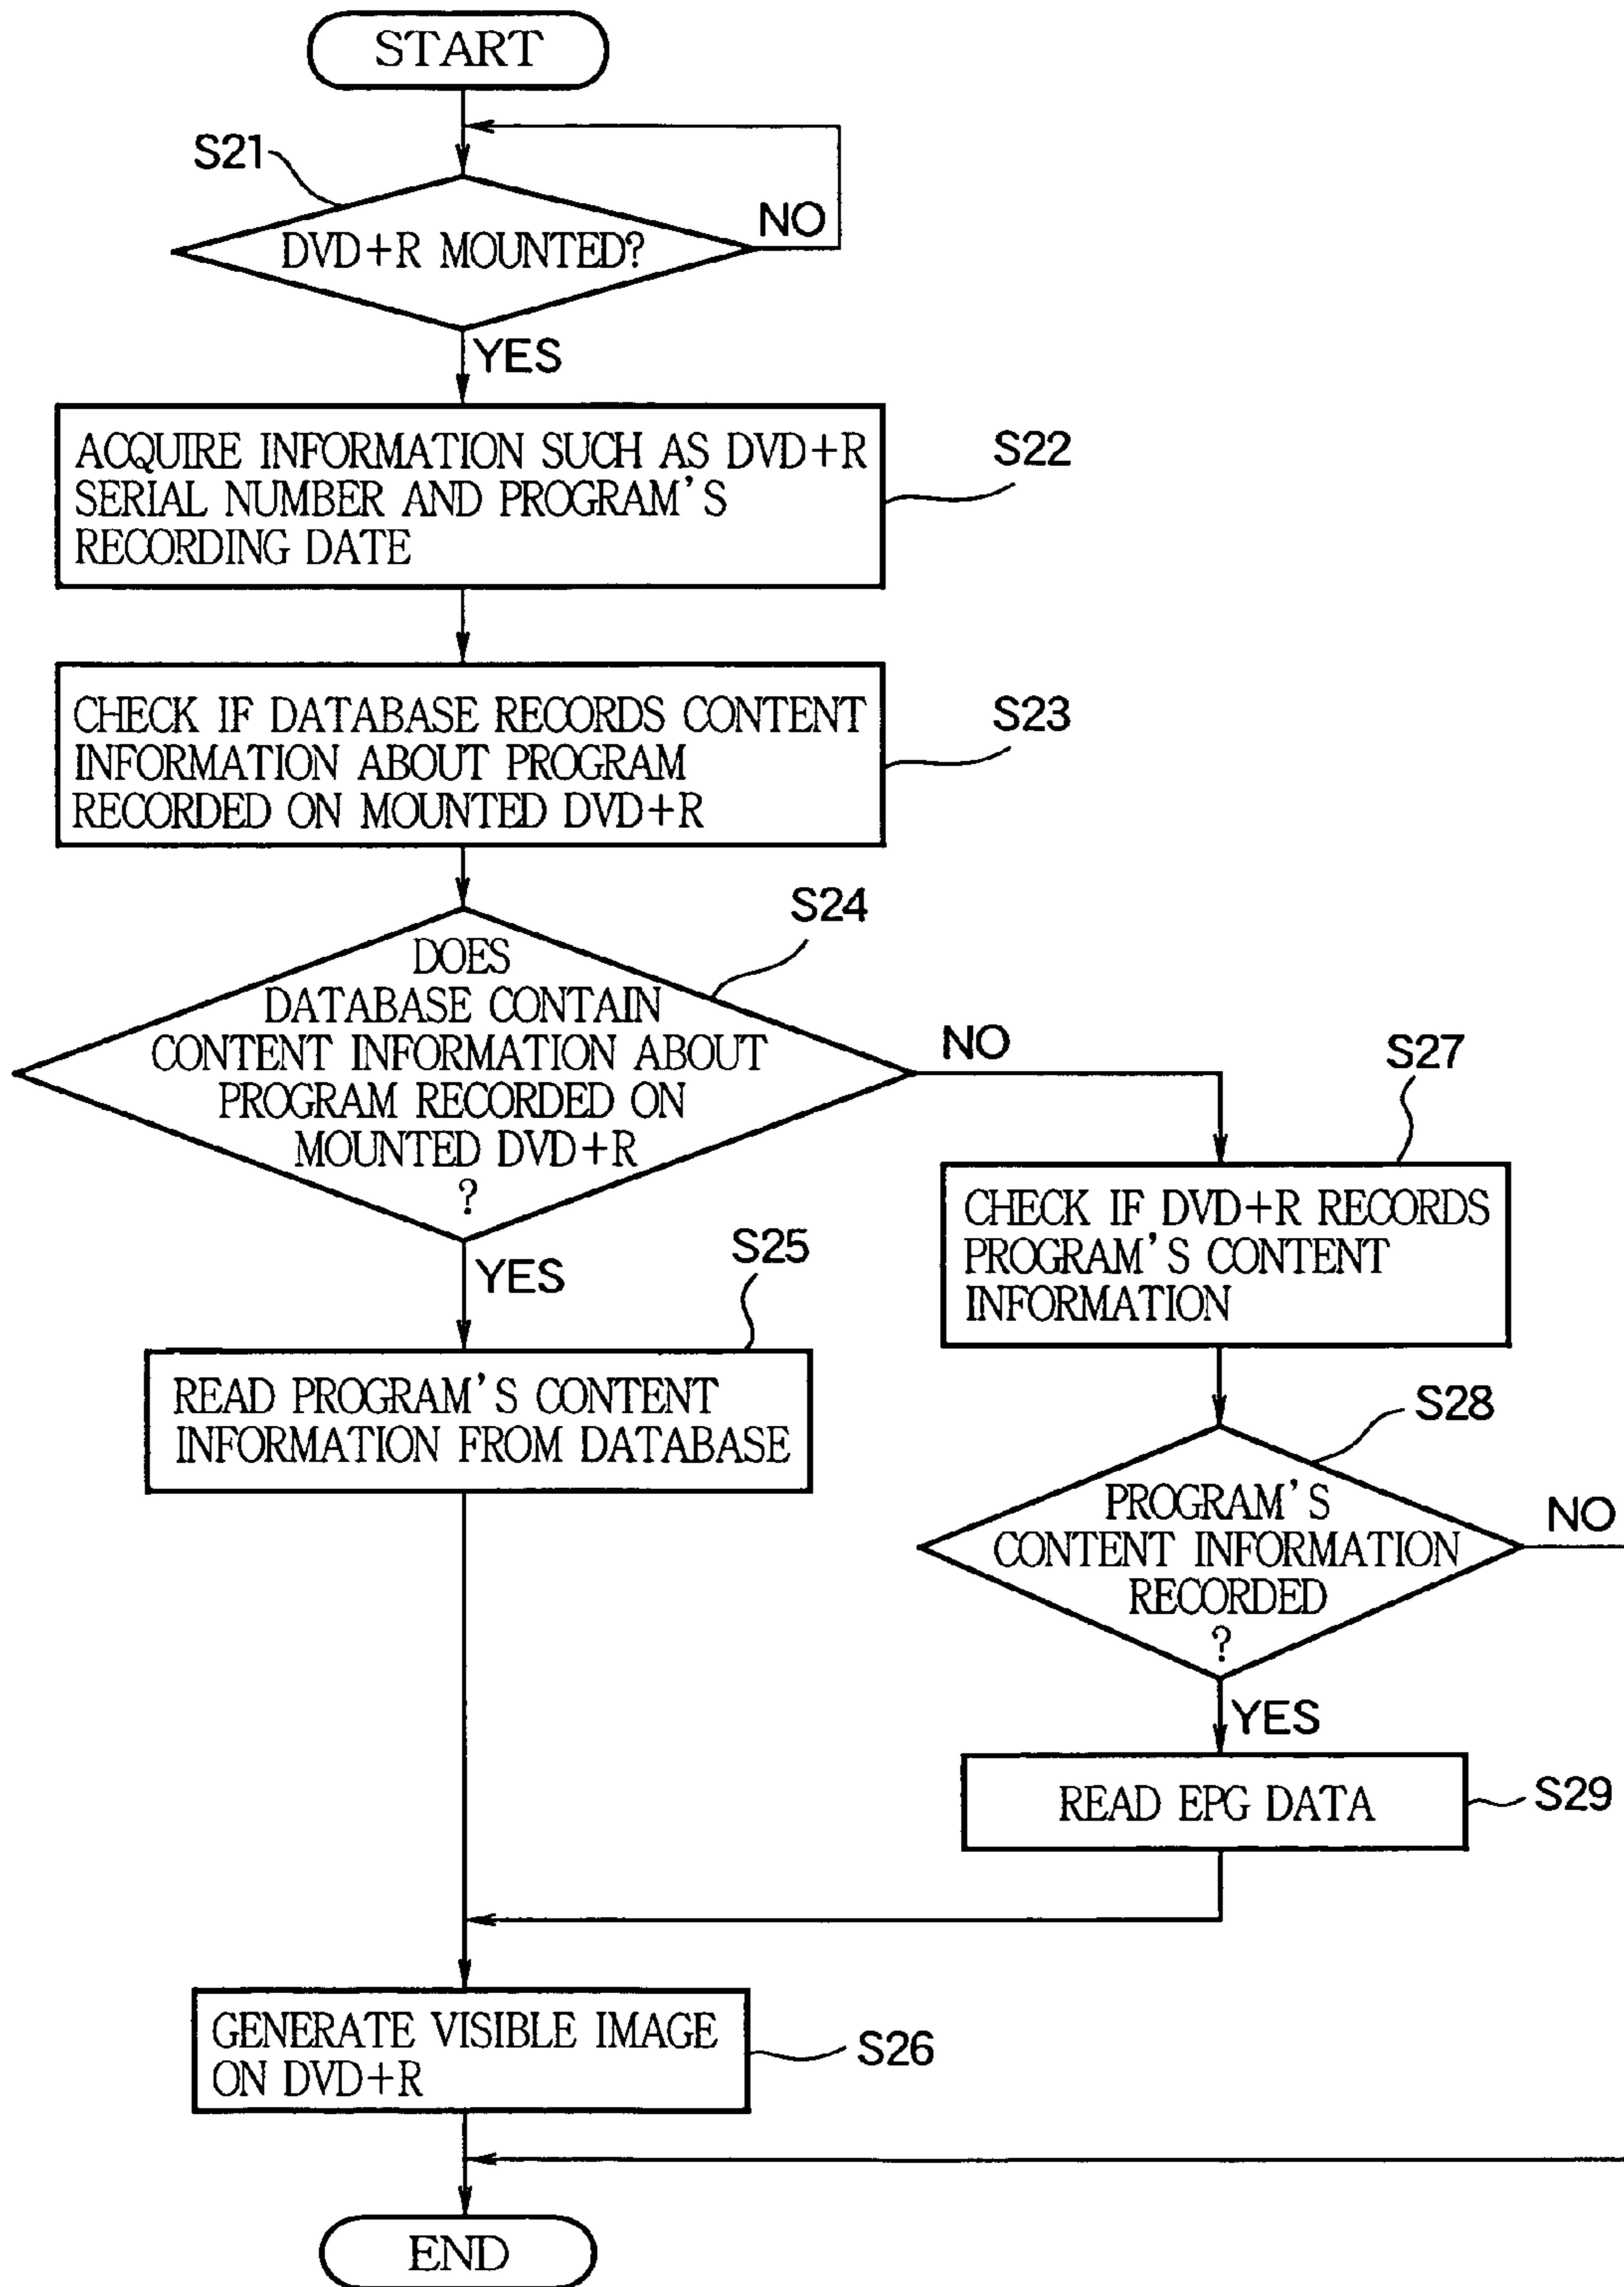 START
S21
NO
DVD+R MOUNTED?
YES
ACQUIRE INFORMATION SUCH AS DVD+R
SERIAL NUMBER AND PROGRAM'S
RECORDING DATE
S22
CHECK IF DATABASE RECORDS CONTENT
INFORMATION ABOUT PROGRAM
RECORDED ON MOUNTED DVD+R
S23
S24
DOES
DATABASE CONTAIN
CONTENT INFORMATION ABOUT
PROGRAM RECORDED ON
MOUNTED DVD+R
?
NO
YES
S25
READ PROGRAM'S CONTENT
INFORMATION FROM DATABASE
S27
CHECK IF DVD+R RECORDS
PROGRAM'S CONTENT
INFORMATION
S28
PROGRAM'S
CONTENT INFORMATION
RECORDED
?
NO
YES
READ EPG DATA
S29
GENERATE VISIBLE IMAGE
ON DVD+R
S26
END